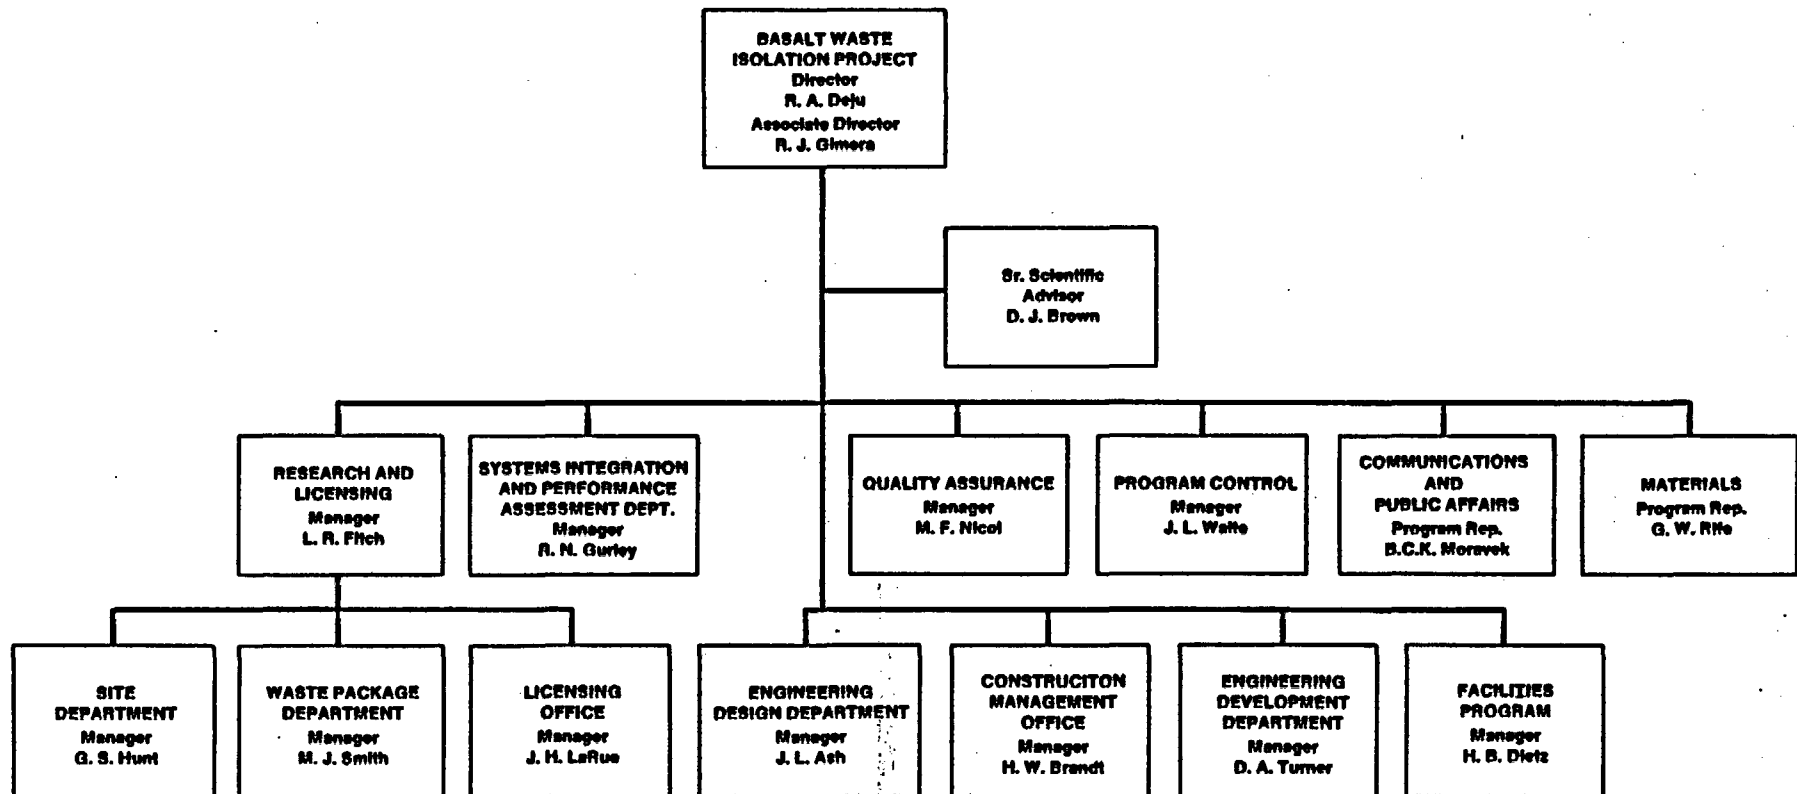 BASALT WASTE
ISOLATION PROJECT
Director
R. A. Deju
Associate Director
R. J. Gimera
Sr. Scientific
Advisor
D. J. Brown
RESEARCH AND
LICENSING
Manager
L. R. Fitch
SYSTEMS INTEGRATION
AND PERFORMANCE
ASSESSMENT DEPT.
Manager
R. N. Gurley
QUALITY ASSURANCE
Manager
M. F. Nicol
PROGRAM CONTROL
Manager
J. L. Waite
COMMUNICATIONS
AND
PUBLIC AFFAIRS
Program Rep.
B.C.K. Moravek
MATERIALS
Program Rep.
G. W. Rife
SITE
DEPARTMENT
Manager
G. S. Hunt
WASTE PACKAGE
DEPARTMENT
Manager
M. J. Smith
LICENSING
OFFICE
Manager
J. H. LaRue
ENGINEERING
DESIGN DEPARTMENT
Manager
J. L. Ash
CONSTRUCITON
MANAGEMENT
OFFICE
Manager
H. W. Brandt
ENGINEERING
DEVELOPMENT
DEPARTMENT
Manager
D. A. Turner
FACILITIES
PROGRAM
Manager
H. B. Dietz